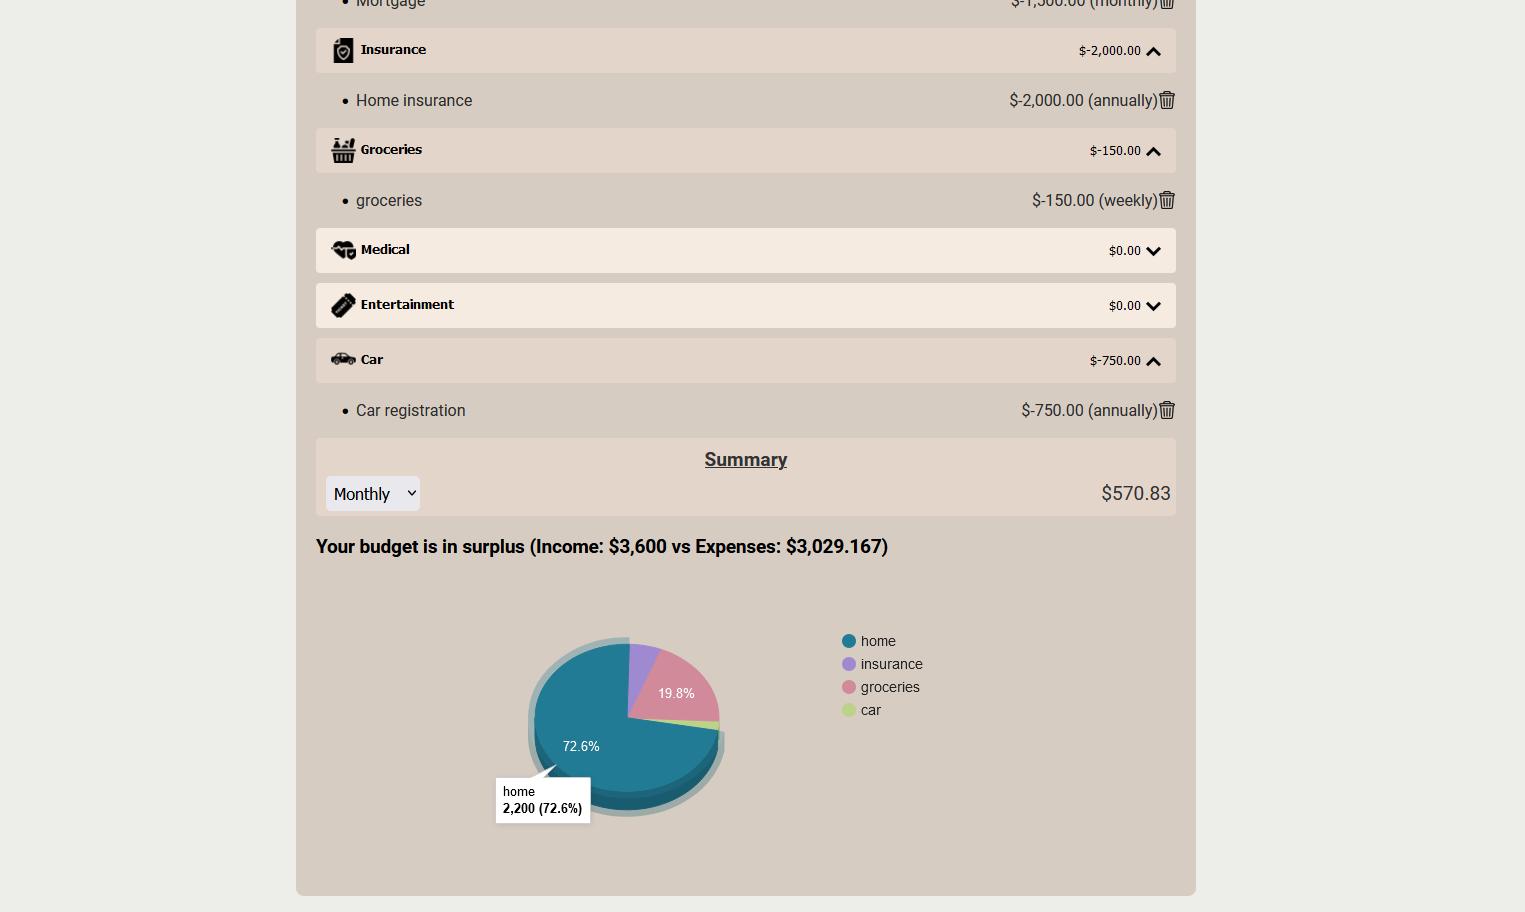 Mortgage $-1,500.00 (monthly)
Insurance $-2,000.00
Home insurance $-2,000.00 (annually)
Groceries $-150.00
groceries $-150.00 (weekly)
Medical $0.00
Entertainment $0.00
Car $-750.00
Car registration $-750.00 (annually)
Summary
Monthly $570.83
Your budget is in surplus (Income: $3,600 vs Expenses: $3,029.167)
home
insurance
groceries
car
19.8%
72.6%
home
2,200 (72.6%)